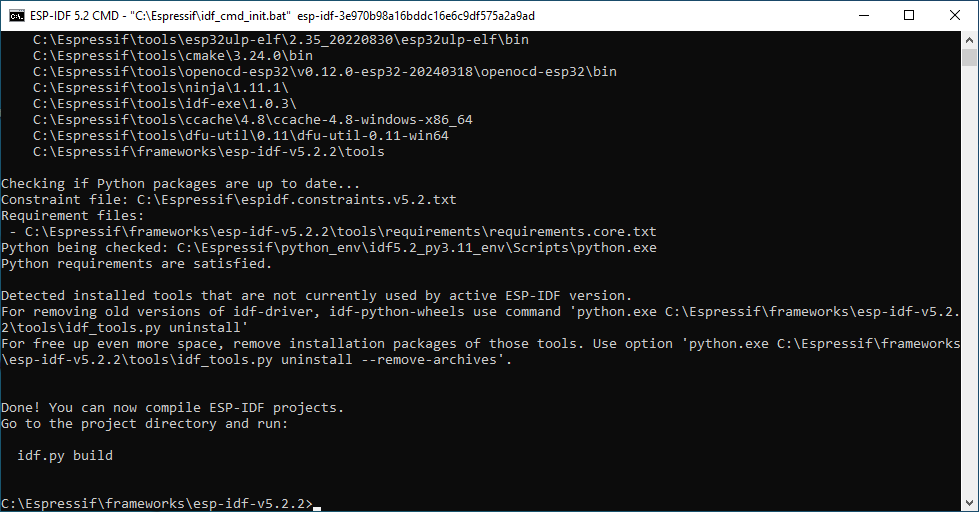 ESP-IDF 5.2 CMD - "C:\Espressif\idf_cmd_init.bat" esp-idf-3e970b98a16bddc16e6c9df575a2a9ad
C:\Espressif\tools\esp32ulp-elf\2.35_20220830\esp32ulp-elf\bin
C:\Espressif\tools\cmake\3.24.0\bin
C:\Espressif\tools\openocd-esp32\v0.12.0-esp32-20240318\openocd-esp32\bin
C:\Espressif\tools\ninja\1.11.1\
C:\Espressif\tools\idf-exe\1.0.3\
C:\Espressif\tools\ccache\4.8\ccache-4.8-windows-x86_64
C:\Espressif\tools\dfu-util\0.11\dfu-util-0.11-win64
C:\Espressif\frameworks\esp-idf-v5.2.2\tools
Checking if Python packages are up to date...
Constraint file: C:\Espressif\espidf.constraints.v5.2.txt
Requirement files:
- C:\Espressif\frameworks\esp-idf-v5.2.2\tools\requirements\requirements.core.txt
Python being checked: C:\Espressif\python_env\idf5.2_py3.11_env\Scripts\python.exe
Python requirements are satisfied.
Detected installed tools that are not currently used by active ESP-IDF version.
For removing old versions of idf-driver, idf-python-wheels use command 'python.exe C:\Espressif\frameworks\esp-idf-v5.2.
2\tools\idf_tools.py uninstall'
For free up even more space, remove installation packages of those tools. Use option 'python.exe C:\Espressif\frameworks
\esp-idf-v5.2.2\tools\idf_tools.py uninstall --remove-archives'.
Done! You can now compile ESP-IDF projects.
Go to the project directory and run:
idf.py build
C:\Espressif\frameworks\esp-idf-v5.2.2>